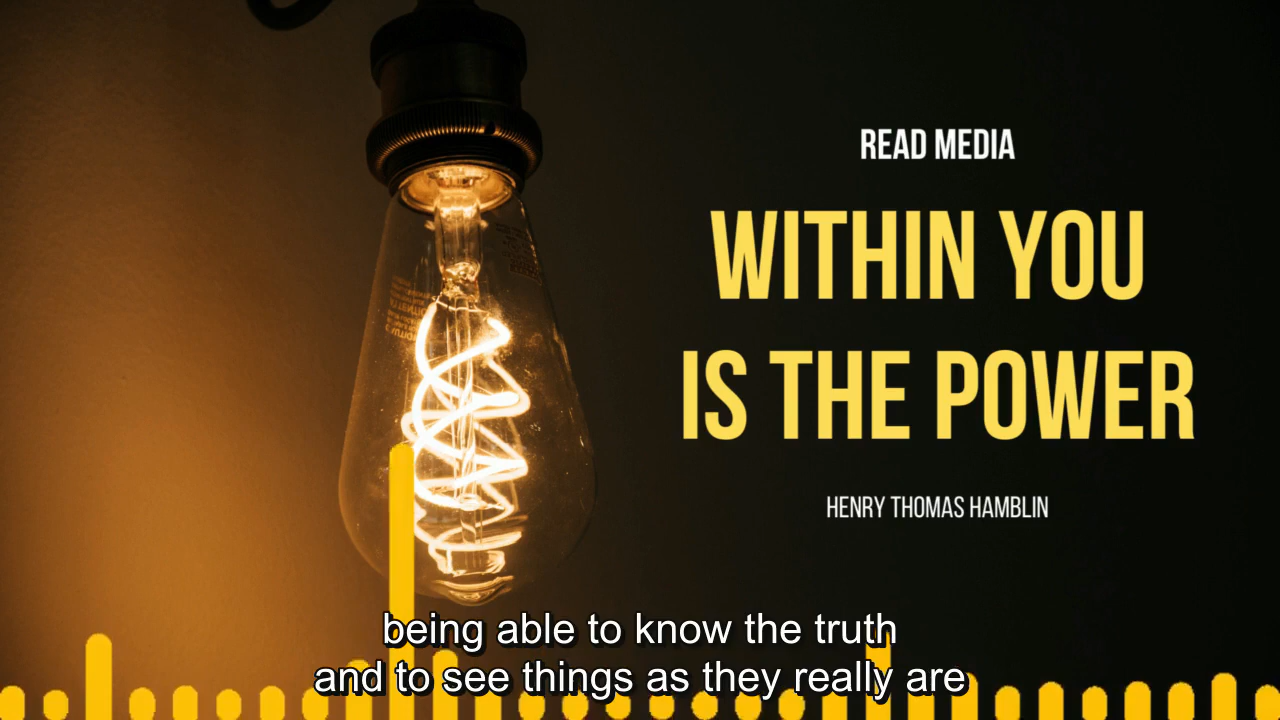 READ MEDIA
WITHIN YOU
IS THE POWER
HENRY THOMAS HAMBLIN
being able to know the truth
and to see things as they really are